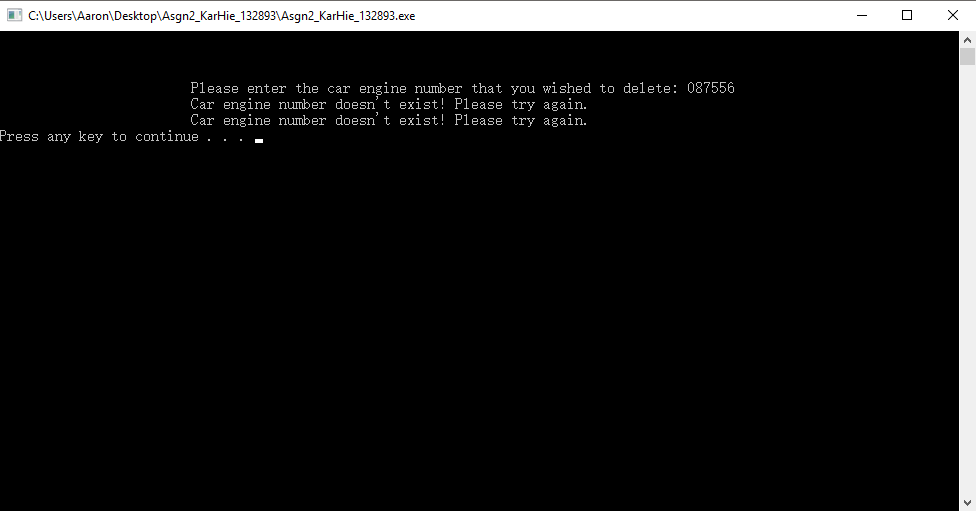 C:\Users\Aaron\Desktop\Asgn2_KarHie_132893\Asgn2_KarHie_132893.exe
Please enter the car engine number that you wished to delete: 087556
Car engine number doesn't exist! Please try again.
Car engine number doesn't exist! Please try again.
Press any key to continue . . .